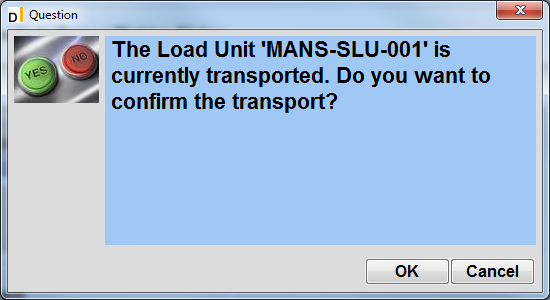 D Question
YES
NO
The Load Unit 'MANS-SLU-001' is
currently transported. Do you want to
confirm the transport?
OK
Cancel